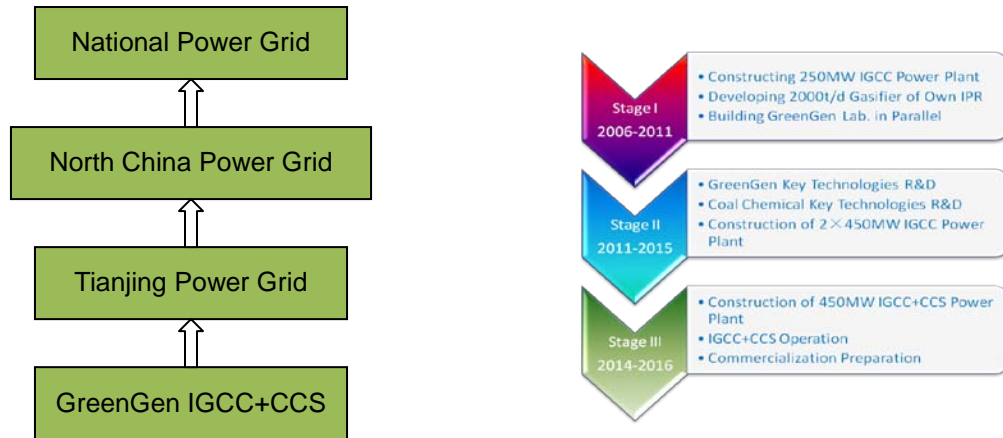 National Power Grid
North China Power Grid
Tianjing Power Grid
GreenGen IGCC+CCS
Stage I
2006-2011
• Constructing 250MW IGCC Power Plant
• Developing 2000t/d Gasifier of Own IPR
• Building GreenGen Lab. in Parallel
Stage II
2011-2015
• GreenGen Key Technologies R&D
• Coal Chemical Key Technologies R&D
• Construction of 2×450MW IGCC Power
Plant
Stage III
2014-2016
• Construction of 450MW IGCC+CCS Power
Plant
• IGCC+CCS Operation
• Commercialization Preparation